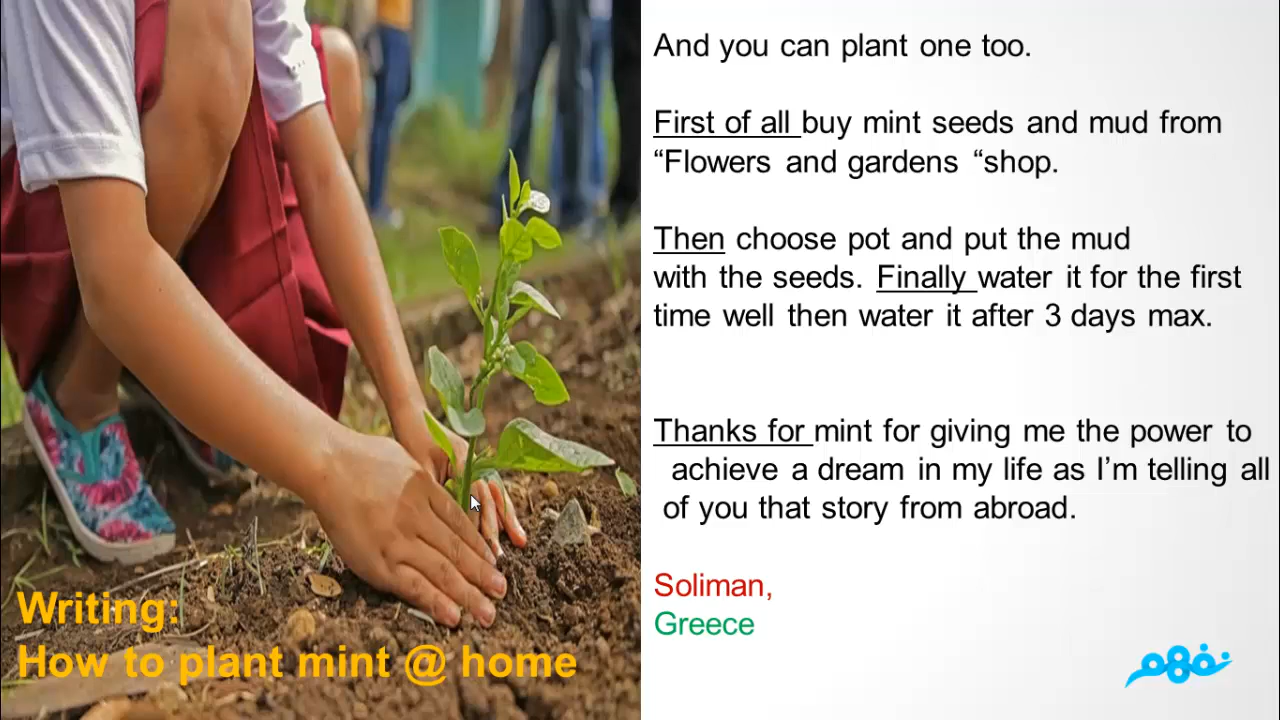 And you can plant one too.
First of all buy mint seeds and mud from
“Flowers and gardens “shop.
Then choose pot and put the mud
with the seeds. Finally water it for the first
time well then water it after 3 days max.
Thanks for mint for giving me the power to
achieve a dream in my life as I’m telling all
of you that story from abroad.
Soliman,
Greece
Writing:
How to plant mint @ home
نفهم